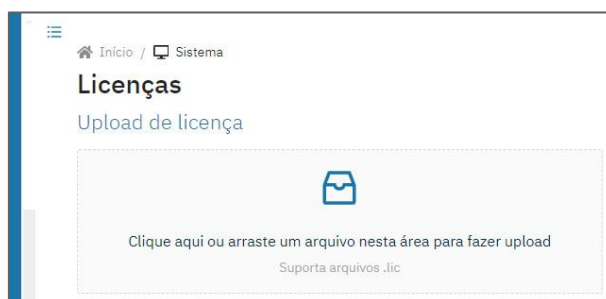 Início / Sistema
Licenças
Upload de licença
Clique aqui ou arraste um arquivo nesta área para fazer upload
Suporta arquivos .lic